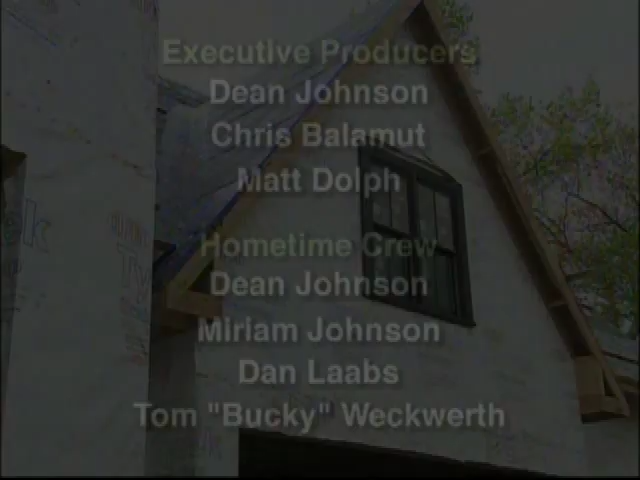 Executive Producers
Dean Johnson
Chris Balamut
Matt Dolph
Hometime Crew
Dean Johnson
Miriam Johnson
Dan Laabs
Tom "Bucky" Weckwerth